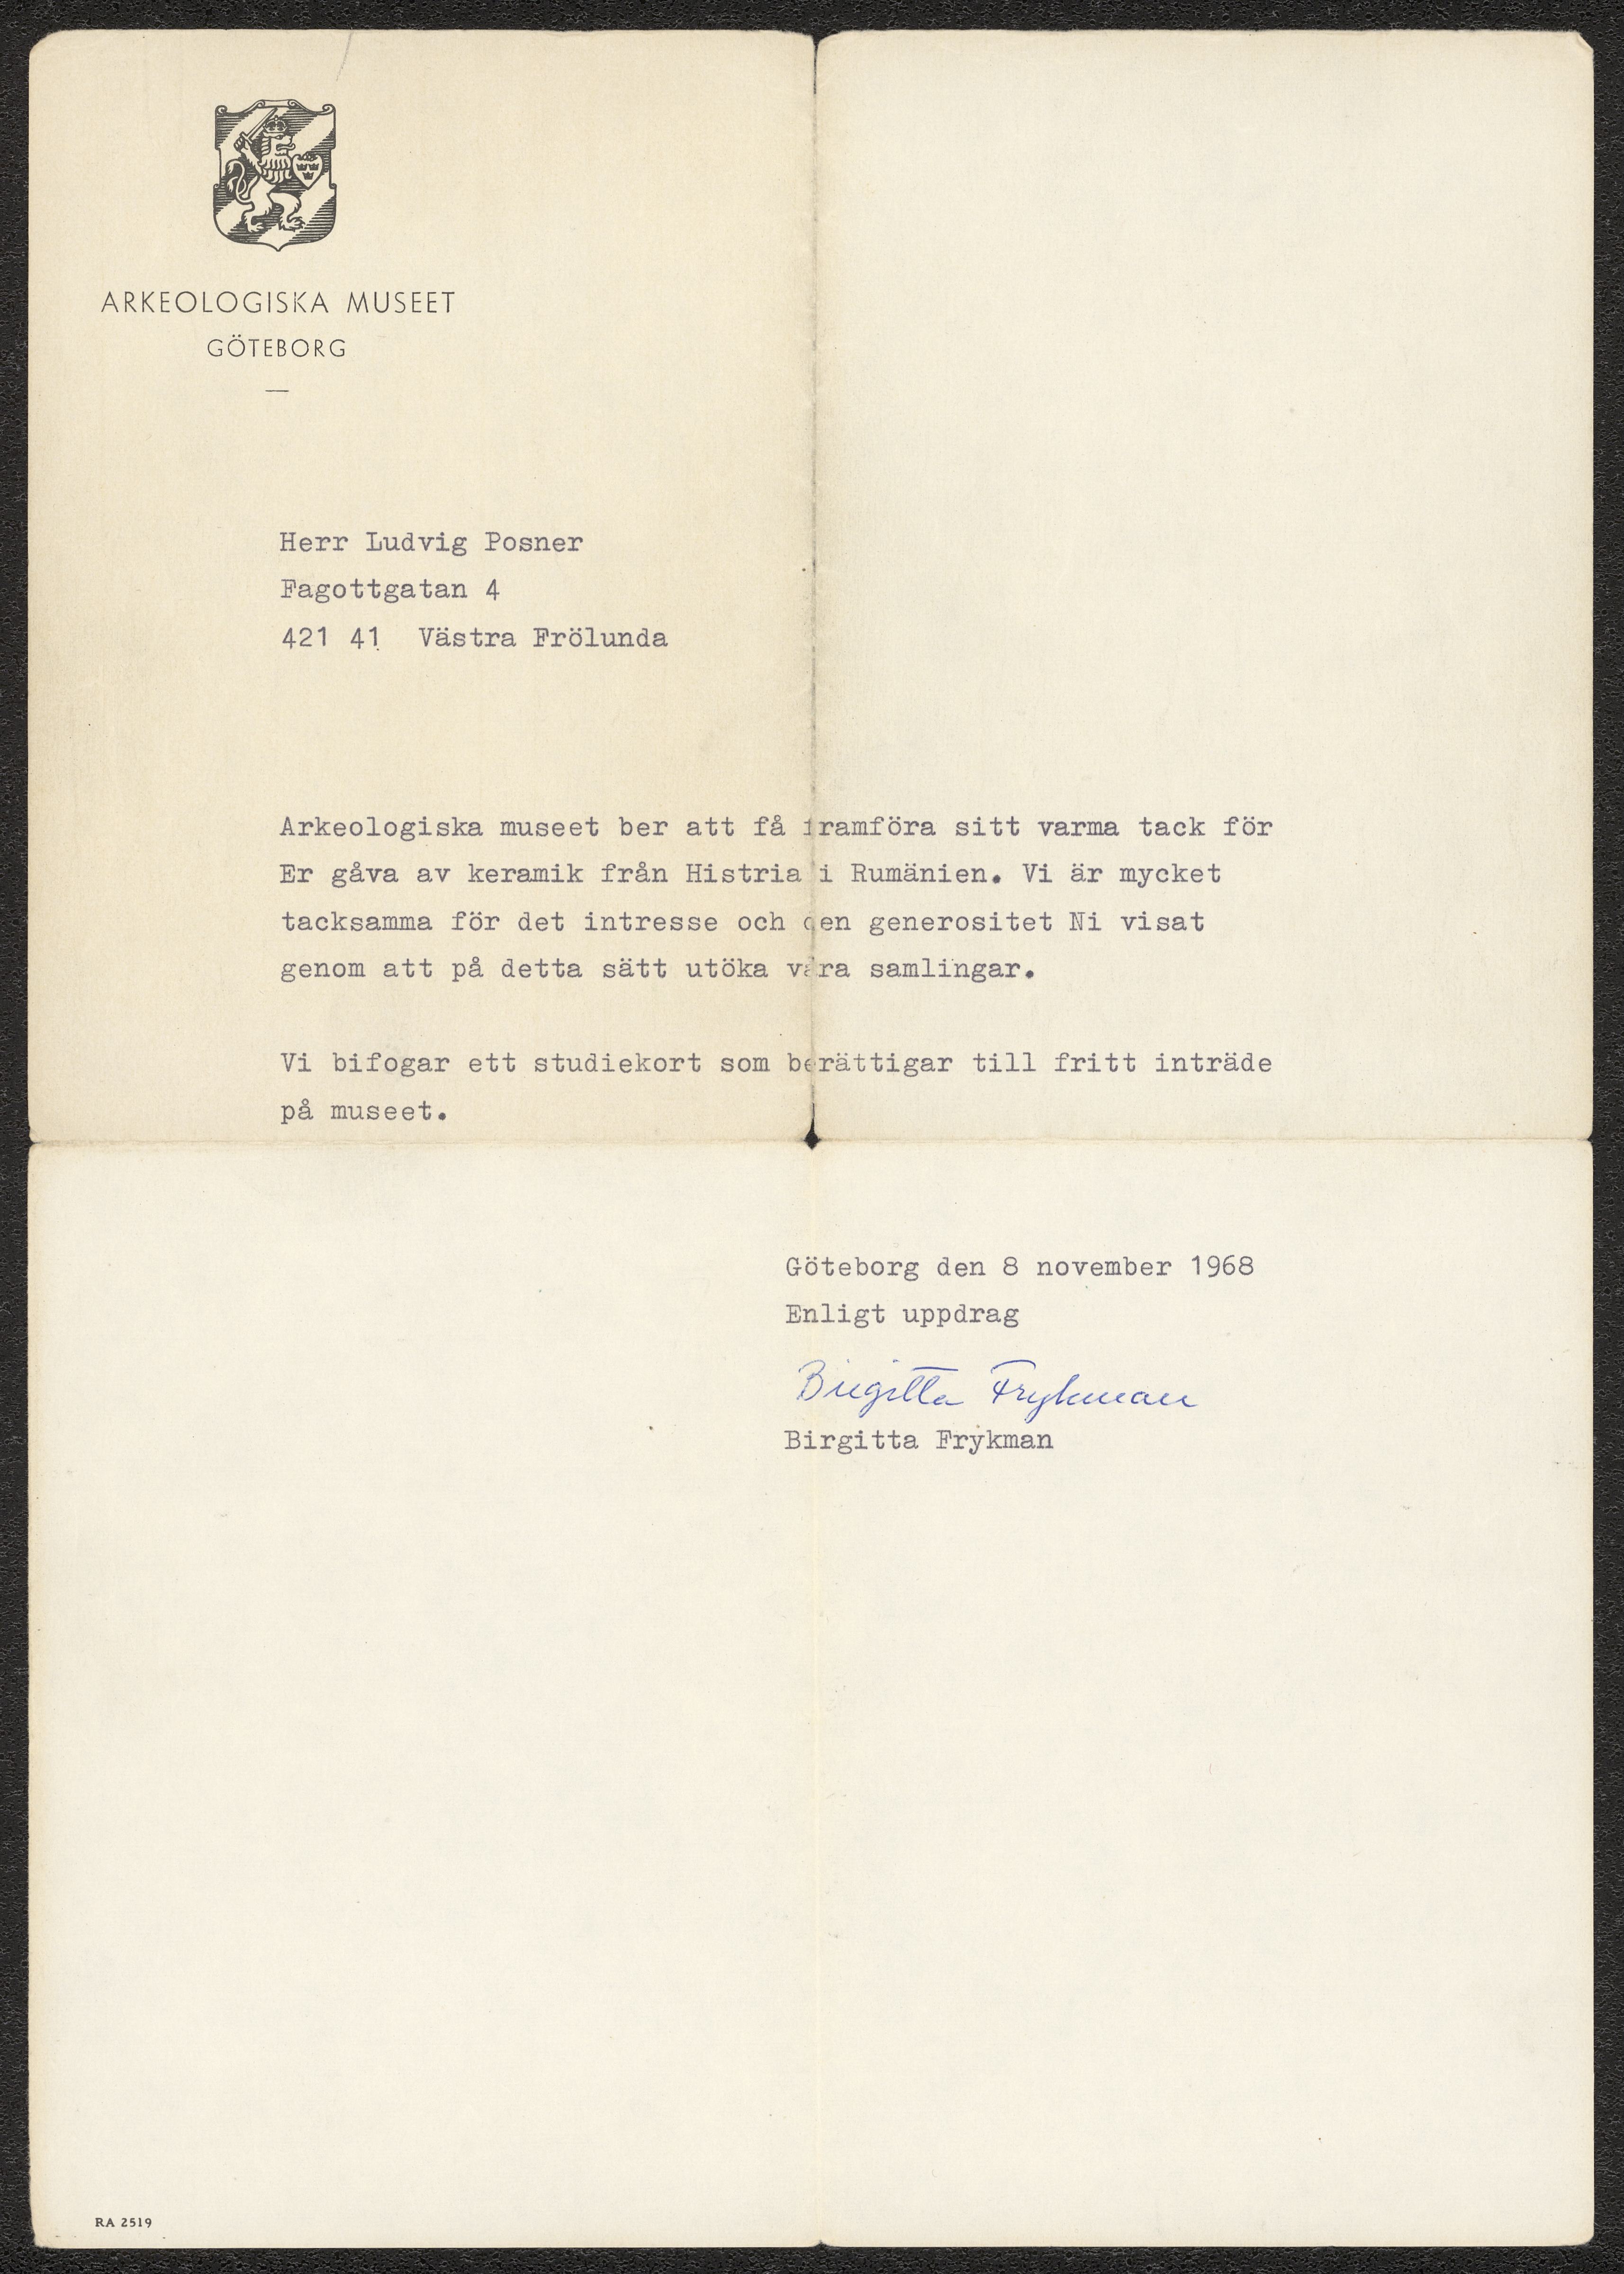 ARKEOLOGISKA MUSEET
GÖTEBORG
Herr Ludvig Posner
Fagottgatan 4
421 41 Västra Frölunda
Arkeologiska museet ber att få framföra sitt varma tack för
Er gåva av keramik från Histria i Rumänien. Vi är mycket
tacksamma för det intresse och den generositet Ni visat
genom att på detta sätt utöka våra samlingar.
Vi bifogar ett studiekort som berättigar till fritt inträde
på museet.
Göteborg den 8 november 1968
Enligt uppdrag
Birgitta Frykman
Birgitta Frykman
RA 2519